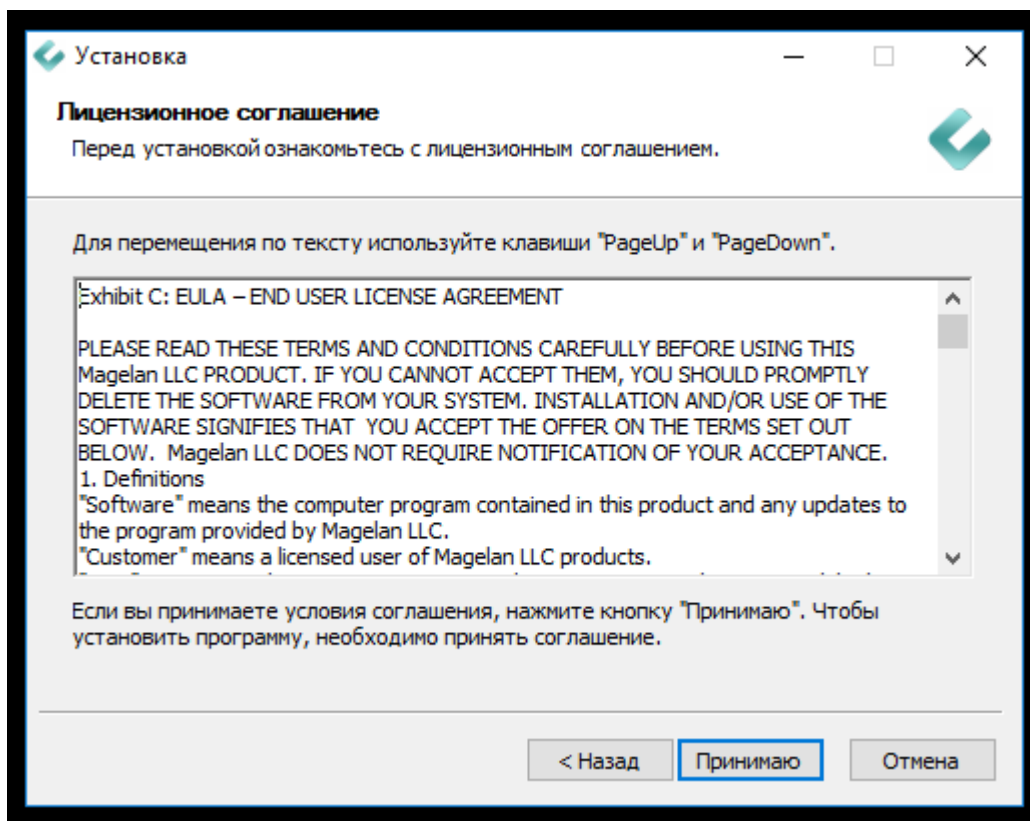 Установка
Лицензионное соглашение
Перед установкой ознакомьтесь с лицензионным соглашением.
Для перемещения по тексту используйте клавиши "PageUp" и "PageDown".
Exhibit C: EULA – END USER LICENSE AGREEMENT
PLEASE READ THESE TERMS AND CONDITIONS CAREFULLY BEFORE USING THIS
Magelan LLC PRODUCT. IF YOU CANNOT ACCEPT THEM, YOU SHOULD PROMPTLY
DELETE THE SOFTWARE FROM YOUR SYSTEM. INSTALLATION AND/OR USE OF THE
SOFTWARE SIGNIFIES THAT  YOU ACCEPT THE OFFER ON THE TERMS SET OUT
BELOW.  Magelan LLC DOES NOT REQUIRE NOTIFICATION OF YOUR ACCEPTANCE.
1. Definitions
"Software" means the computer program contained in this product and any updates to
the program provided by Magelan LLC.
"Customer" means a licensed user of Magelan LLC products.
Если вы принимаете условия соглашения, нажмите кнопку "Принимаю". Чтобы
установить программу, необходимо принять соглашение.
< Назад
Принимаю
Отмена